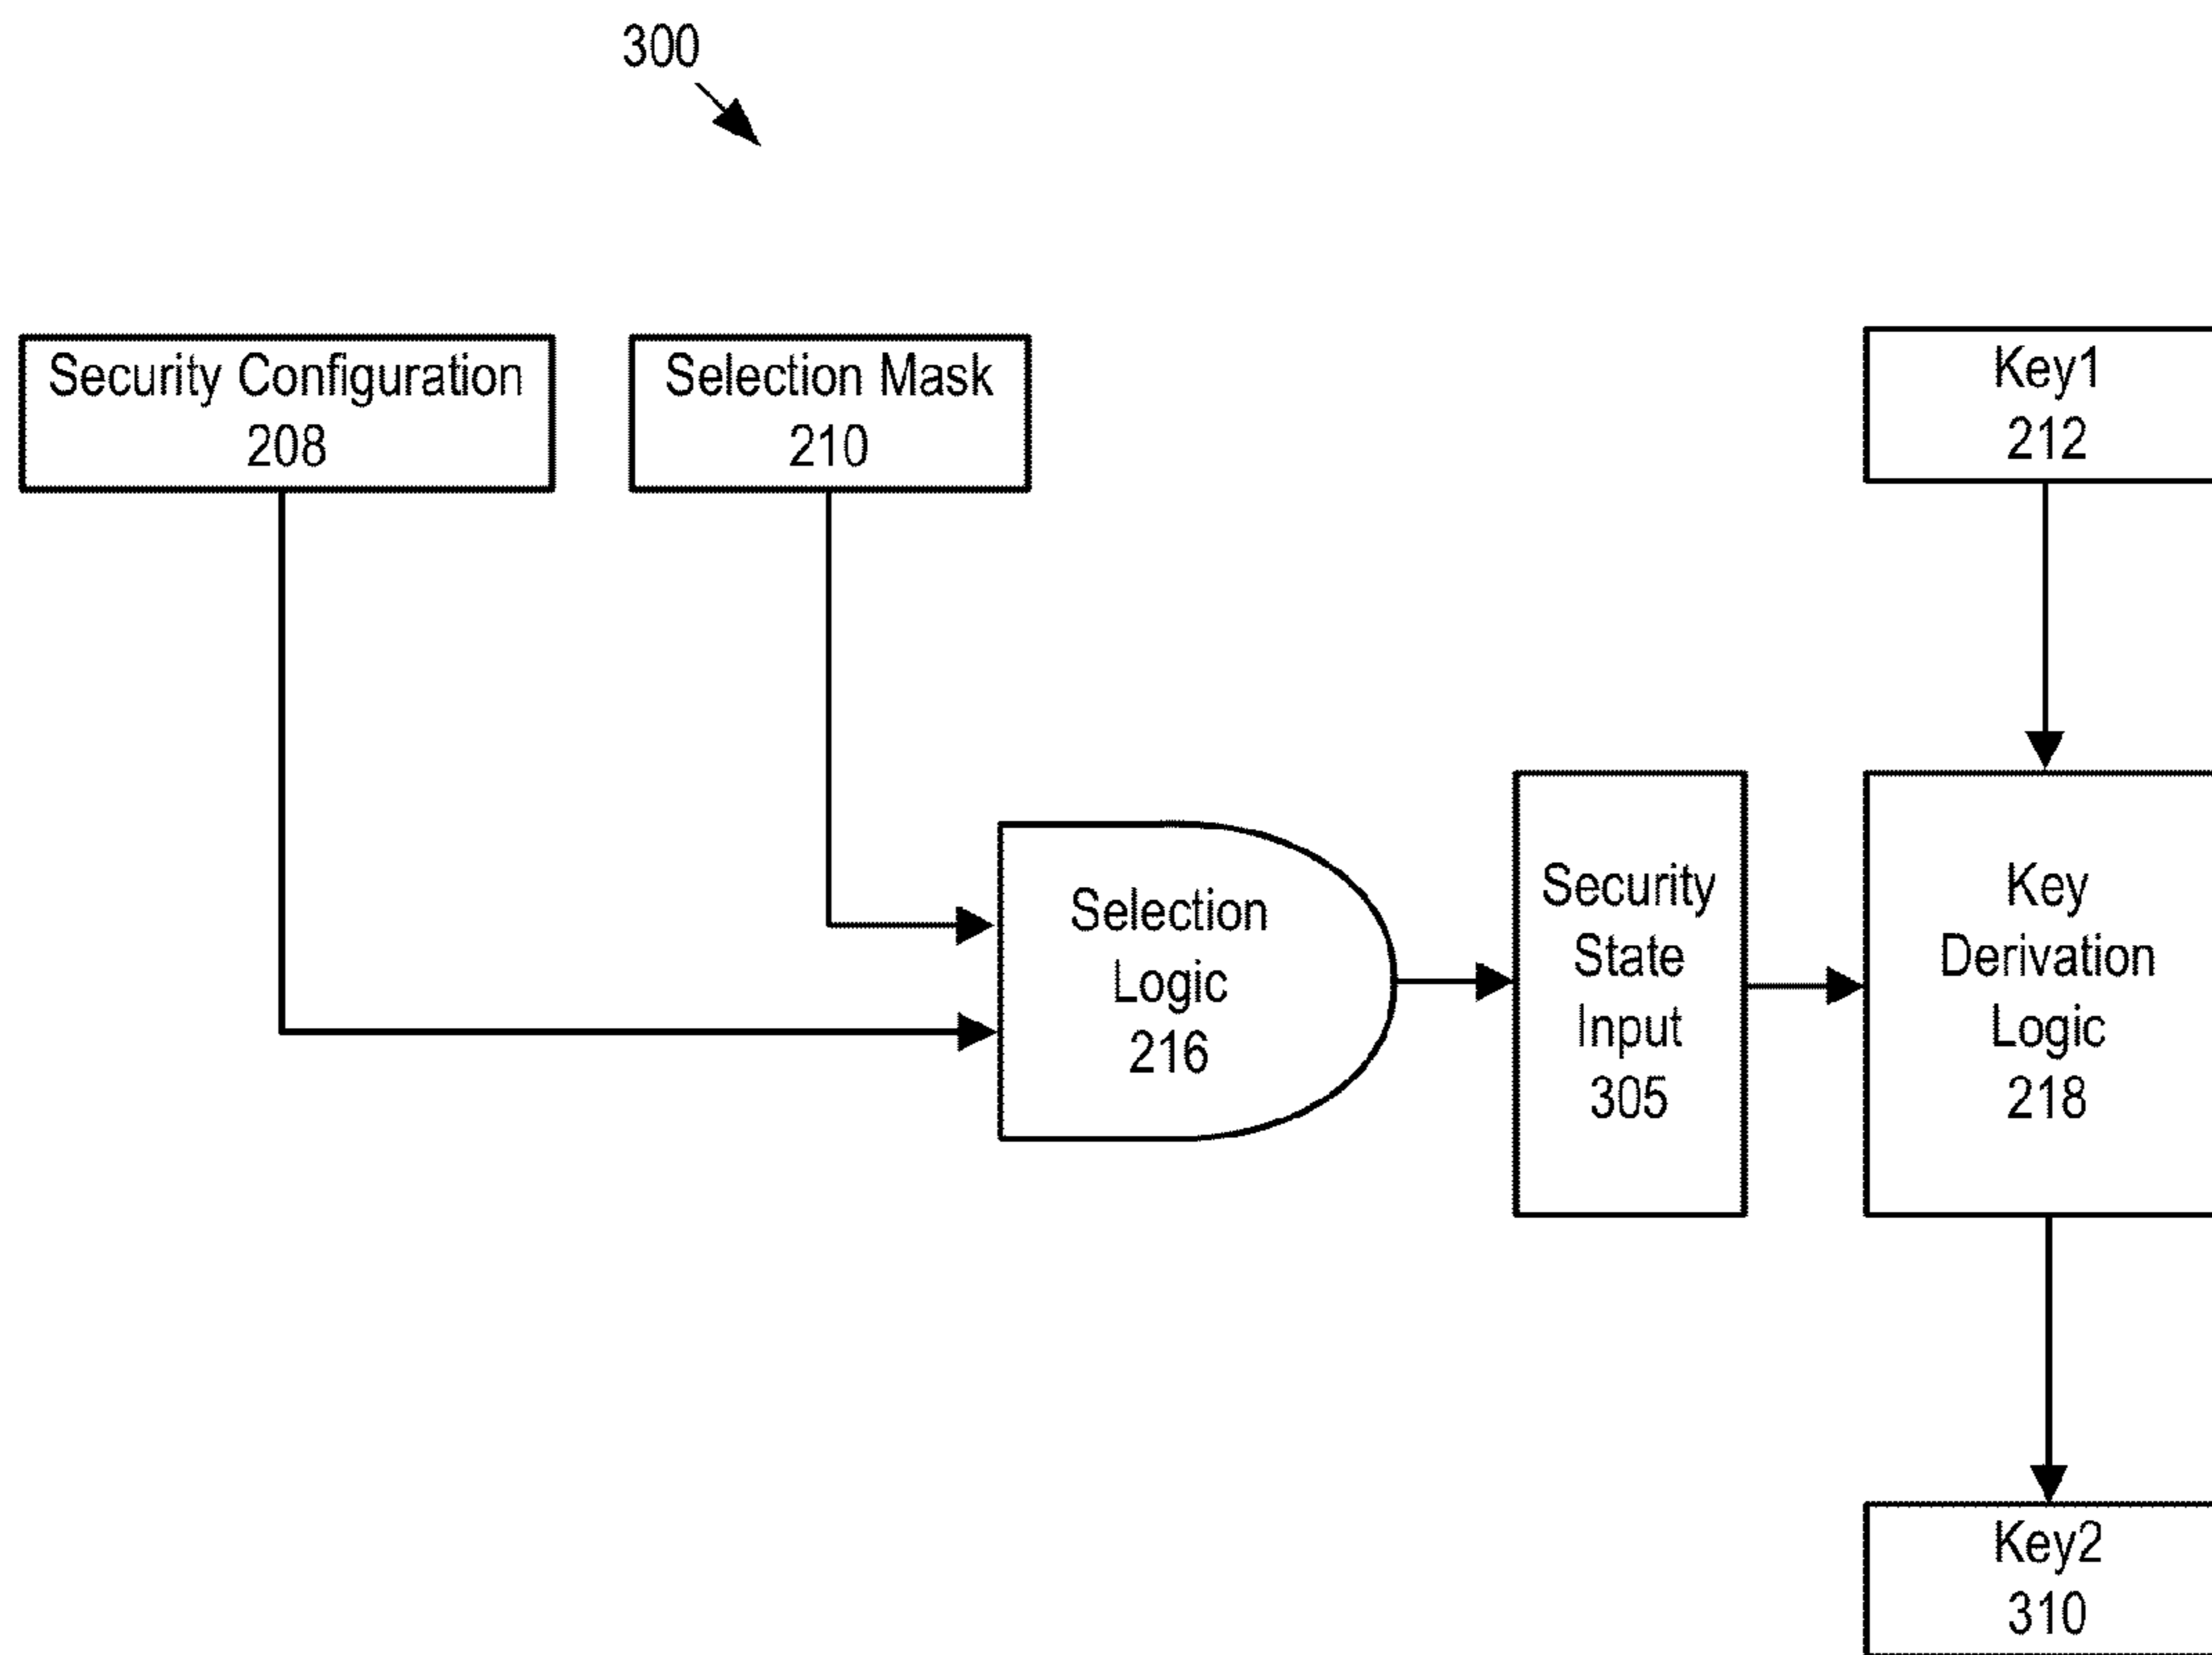 300
Security Configuration
208
Selection Mask
210
Key1
212
Selection
Logic
216
Security
State
Input
305
Key
Derivation
Logic
218
Key2
310